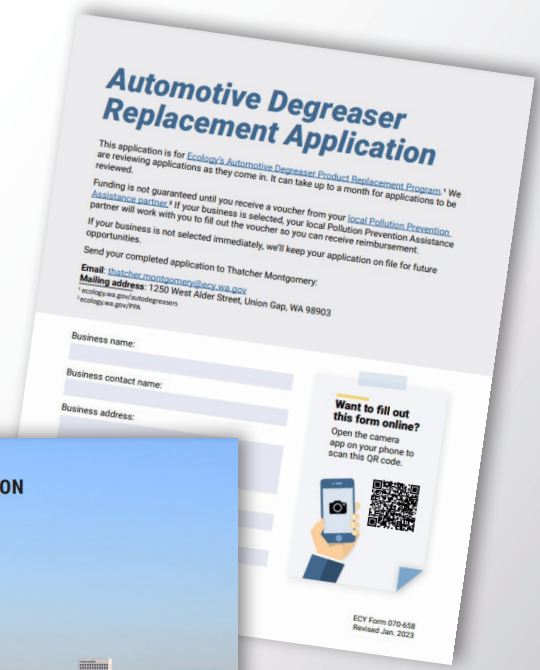 Automotive Degreaser
Replacement Application
This application is for Ecology's Automotive Degreaser Product Replacement Program.¹ We
are reviewing applications as they come in. It can take up to a month for applications to be
reviewed.
Funding is not guaranteed until you receive a voucher from your local Pollution Prevention
Assistance partner.² If your business is selected, your local Pollution Prevention Assistance
partner will work with you to fill out the voucher so you can receive reimbursement.
If your business is not selected immediately, we'll keep your application on file for future
opportunities.
Send your completed application to Thatcher Montgomery:
Email: thatcher.montgomery@ecy.wa.gov
Mailing address: 1250 West Alder Street, Union Gap, WA 98903
¹ ecology.wa.gov/autodegreasers
² ecology.wa.gov/PPA
Business name:
Business contact name:
Business address:
Want to fill out
this form online?
Open the camera
app on your phone to
scan this QR code.
ECY Form 070-658
Revised Jan. 2023
ON